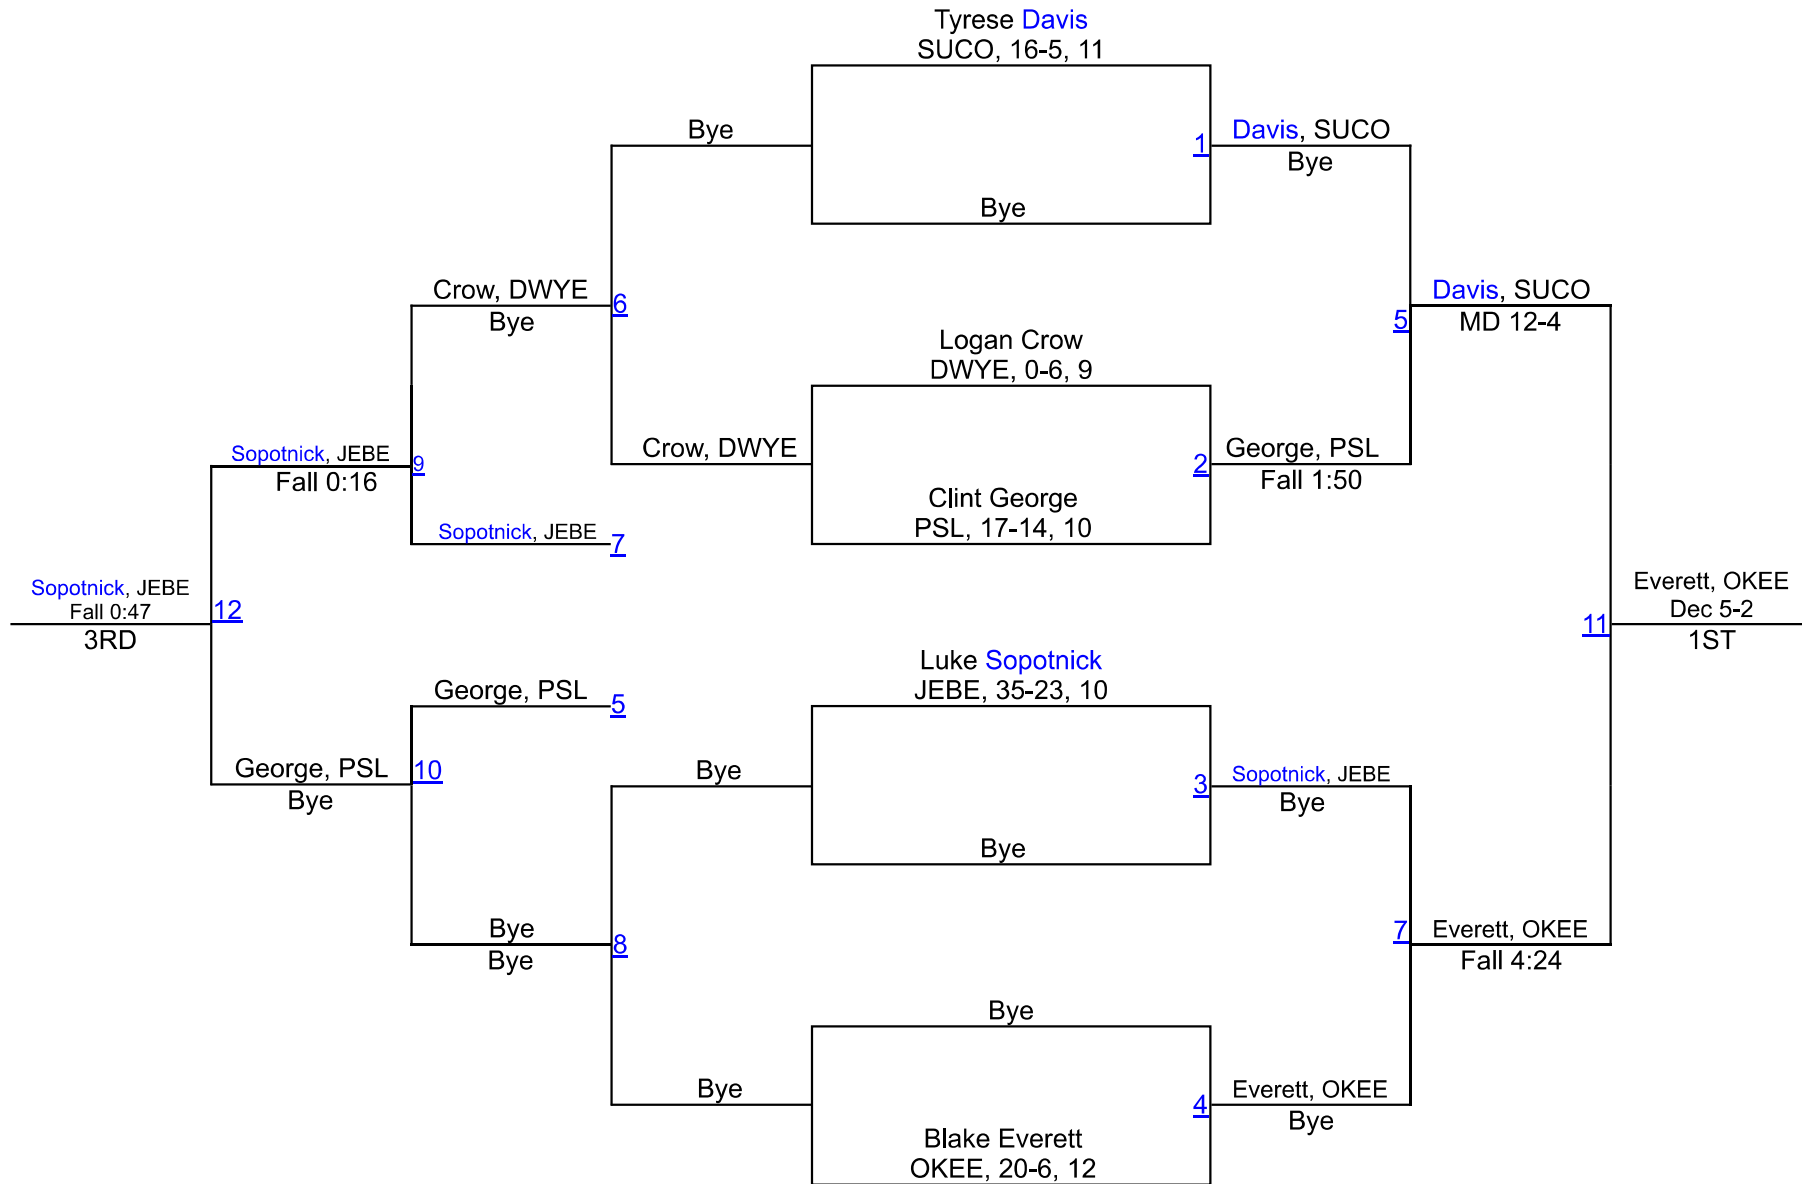 Tyrese Davis
SUCO, 16-5, 11
Bye
1
Davis, SUCO
Bye
Bye
Crow, DWYE
Bye
6
Davis, SUCO
MD 12-4
5
Logan Crow
DWYE, 0-6, 9
Crow, DWYE
2
George, PSL
Fall 1:50
Clint George
PSL, 17-14, 10
Sopotnick, JEBE
Fall 0:16
9
Sopotnick, JEBE
7
Sopotnick, JEBE
Fall 0:47
3RD
12
Everett, OKEE
Dec 5-2
1ST
11
Luke Sopotnick
JEBE, 35-23, 10
George, PSL
5
George, PSL
Bye
10
Bye
3
Sopotnick, JEBE
Bye
Bye
Bye
Bye
8
7
Everett, OKEE
Fall 4:24
Bye
Bye
4
Everett, OKEE
Bye
Blake Everett
OKEE, 20-6, 12